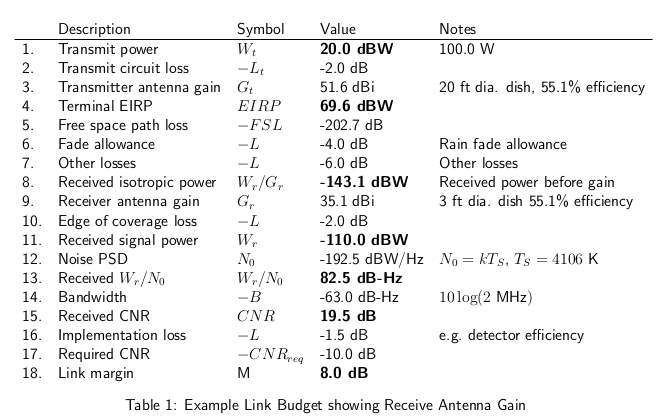 Description Symbol Value Notes
1. Transmit power W_t 20.0 dBW 100.0 W
2. Transmit circuit loss −L_t -2.0 dB
3. Transmitter antenna gain G_t 51.6 dBi 20 ft dia. dish, 55.1% efficiency
4. Terminal EIRP EIRP 69.6 dBW
5. Free space path loss −FSL -202.7 dB
6. Fade allowance −L -4.0 dB Rain fade allowance
7. Other losses −L -6.0 dB Other losses
8. Received isotropic power W_r/G_r -143.1 dBW Received power before gain
9. Receiver antenna gain G_r 35.1 dBi 3 ft dia. dish 55.1% efficiency
10. Edge of coverage loss −L -2.0 dB
11. Received signal power W_r -110.0 dBW
12. Noise PSD N_0 -192.5 dBW/Hz N_0 = kT_S, T_S = 4106 K
13. Received W_r/N_0 W_r/N_0 82.5 dB-Hz
14. Bandwidth −B -63.0 dB-Hz 10 log(2 MHz)
15. Received CNR CNR 19.5 dB
16. Implementation loss −L -1.5 dB e.g. detector efficiency
17. Required CNR −CNR_req -10.0 dB
18. Link margin M 8.0 dB
Table 1: Example Link Budget showing Receive Antenna Gain